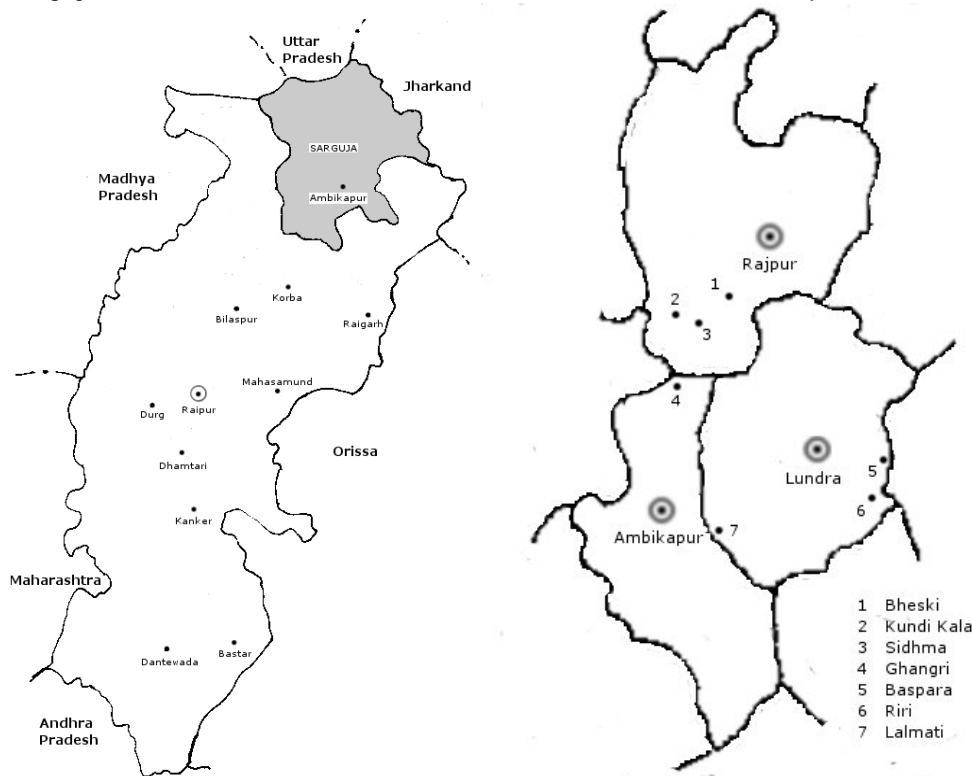 Uttar
Pradesh
Jharkand
SARGUJA
Madhya
Pradesh
Ambikapur
Korba
Bilaspur
Raigarh
Mahasamund
Raipur
Durg
Orissa
Dhamtari
Kanker
Maharashtra
Bastar
Dantewada
Andhra
Pradesh
Rajpur
1
2
3
4
Lundra
5
6
Ambikapur
7
1 Bheski
2 Kundi Kala
3 Sidhma
4 Ghangri
5 Baspara
6 Riri
7 Lalmati